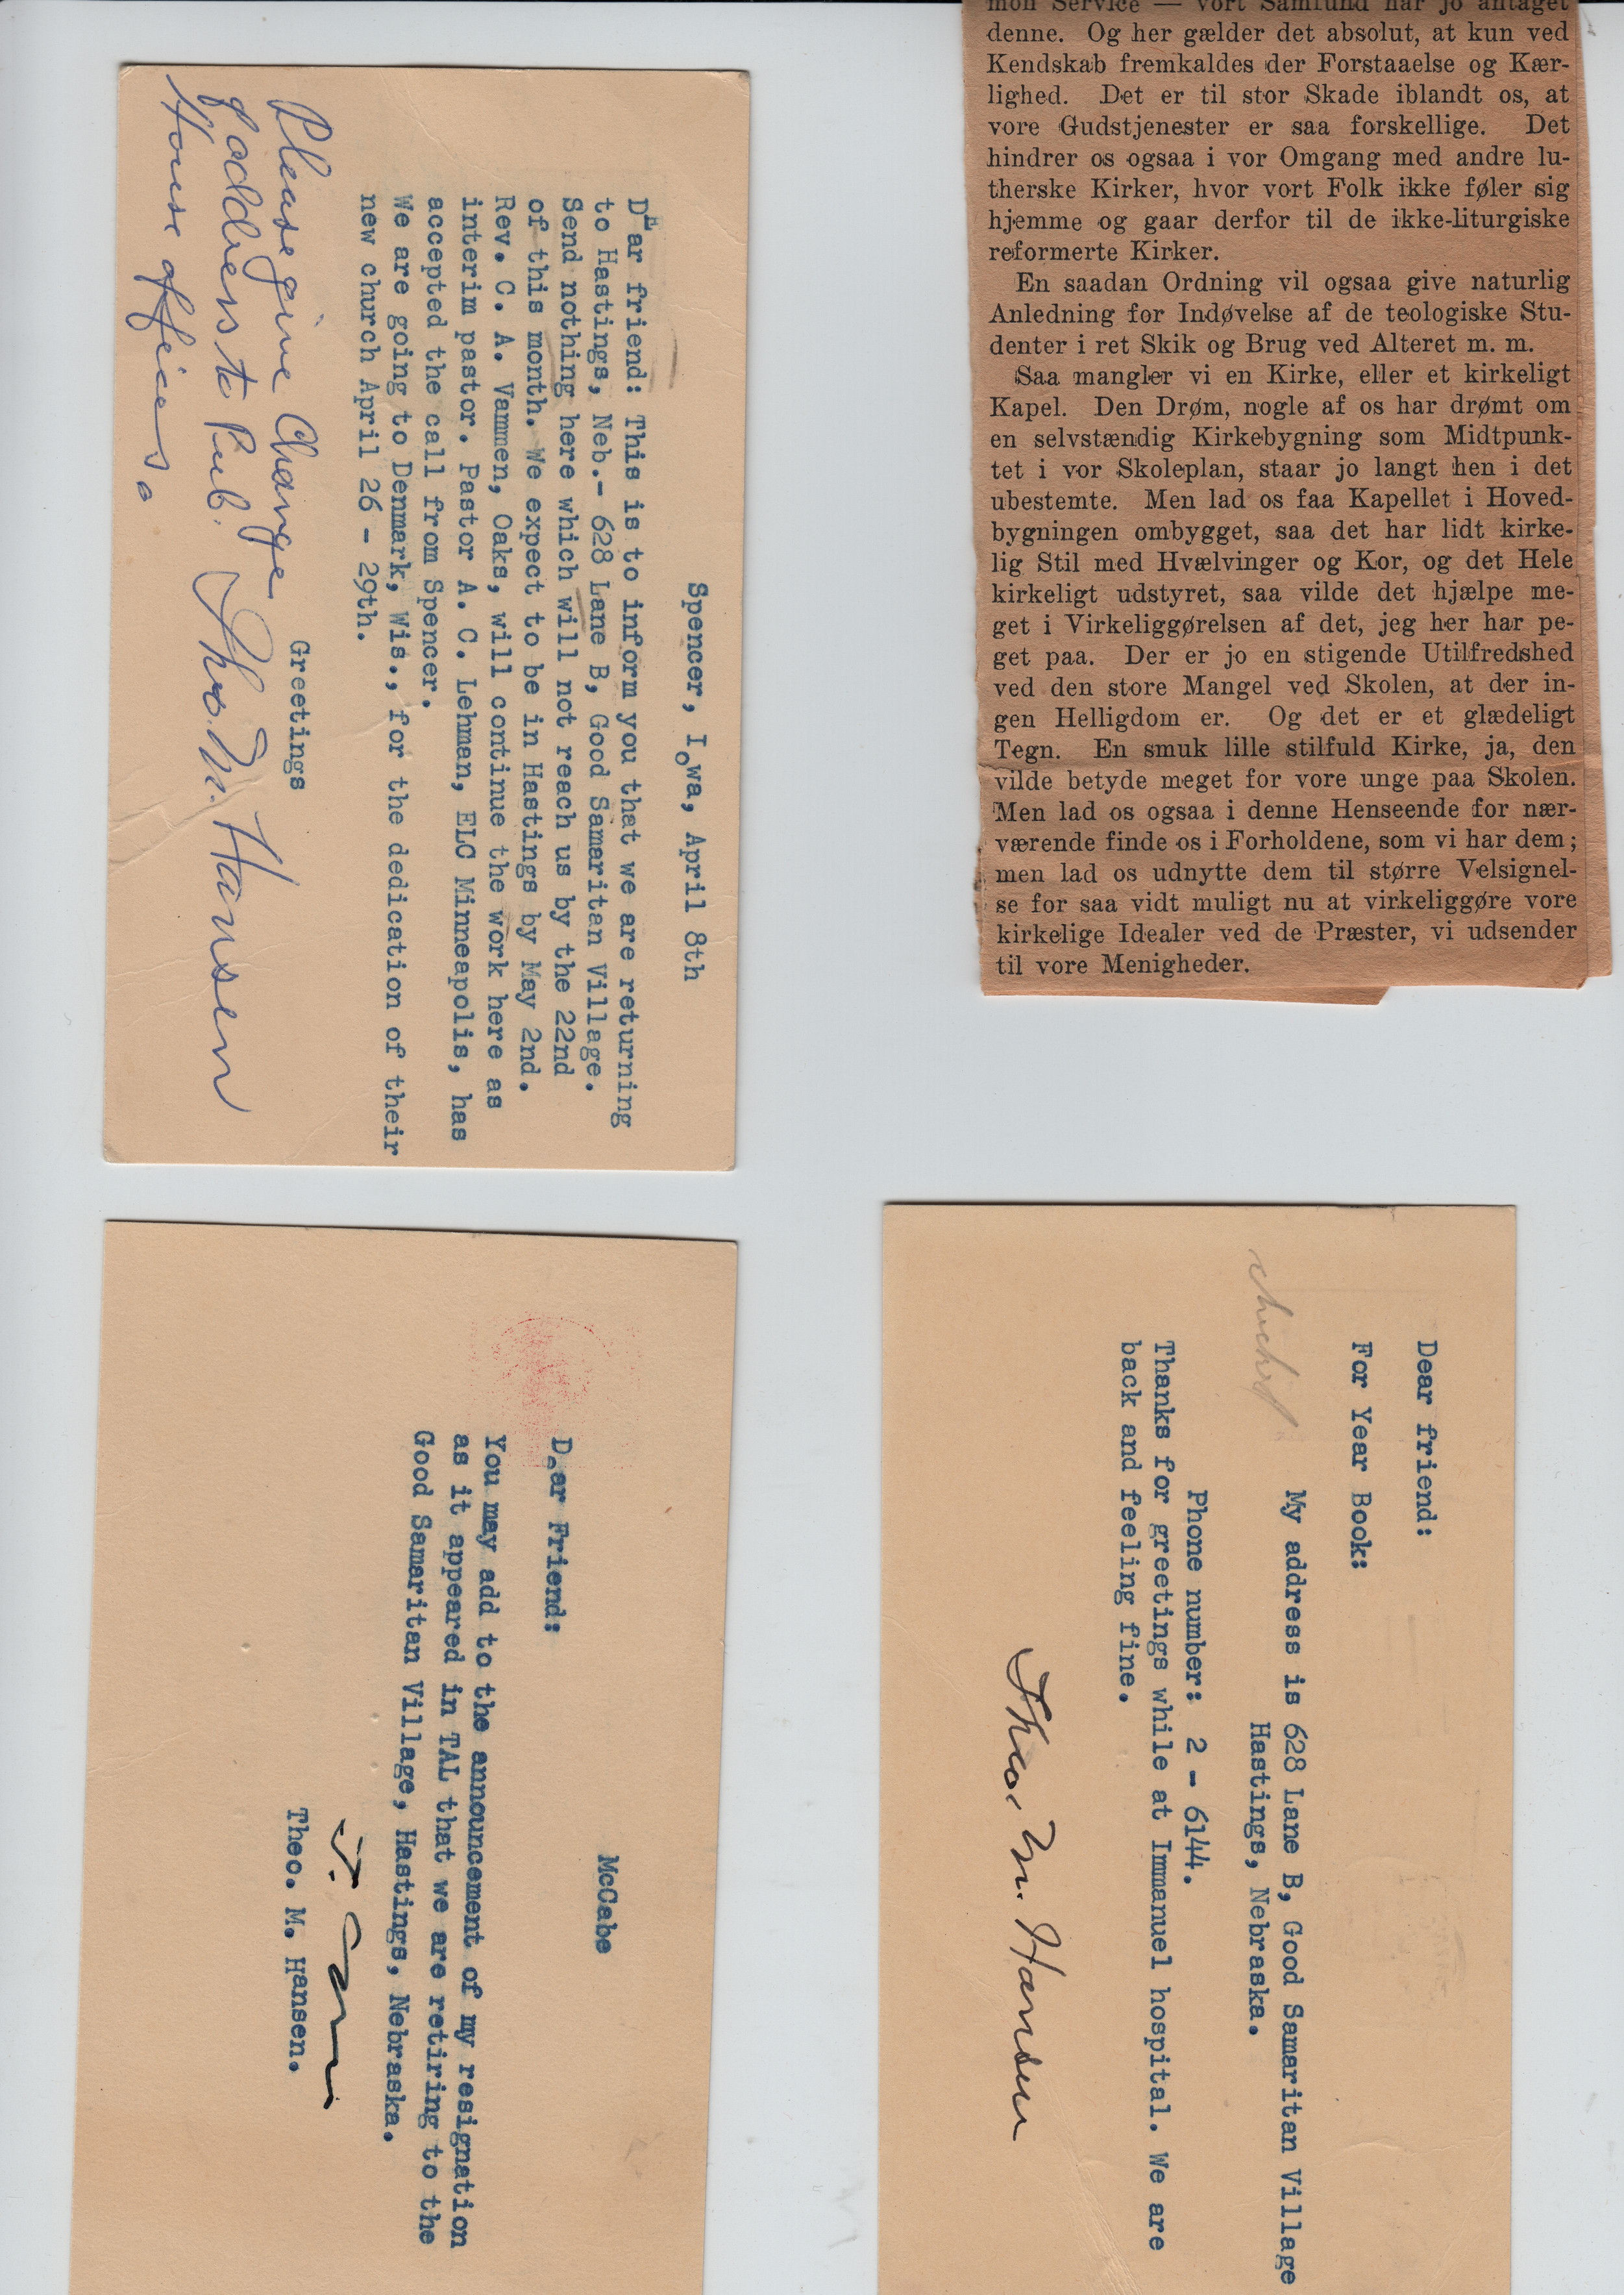 mon Service — vort Samfund har jo antaget
denne. Og her gælder det absolut, at kun ved
Kendskab fremkaldes der Forstaaelse og Kær-
lighed. Det er til stor Skade iblandt os, at
vore Gudstjenester er saa forskellige. Det
hindrer os ogsaa i vor Omgang med andre lu-
therske Kirker, hvor vort Folk ikke føler sig
hjemme og gaar derfor til de ikke-liturgiske
reformerte Kirker.
En saadan Ordning vil ogsaa give naturlig
Anledning for Indøvelse af de teologiske Stu-
denter i ret Skik og Brug ved Alteret m. m.
Saa mangler vi en Kirke, eller et kirkeligt
Kapel. Den Drøm, nogle af os har drømt om
en selvstændig Kirkebygning som Midtpunk-
tet i vor Skoleplan, staar jo langt hen i det
ubestemte. Men lad os faa Kapellet i Hoved-
bygningen ombygget, saa det har lidt kirke-
lig Stil med Hvælvinger og Kor, og det Hele
kirkeligt udstyret, saa vilde det hjælpe me-
get i Virkeliggørelsen af det, jeg her har pe-
get paa. Der er jo en stigende Utilfredshed
ved den store Mangel ved Skolen, at der in-
gen Helligdom er. Og det er et glædeligt
Tegn. En smuk lille stilfuld Kirke, ja, den
vilde betyde meget for vore unge paa Skolen.
Men lad os ogsaa i denne Henseende for nær-
værende finde os i Forholdene, som vi har dem;
men lad os udnytte dem til større Velsignel-
se for saa vidt muligt nu at virkeliggøre vore
kirkelige Idealer ved de Præster, vi udsender
til vore Menigheder.
Spencer, Iowa, April 8th
Dear friend: This is to inform you that we are returning
to Hastings, Neb.- 628 Lane B, Good Samaritan Village.
Send nothing here which will not reach us by the 22nd
of this month. We expect to be in Hastings by May 2nd.
Rev. C. A. Vammen, Oaks, will continue the work here as
interim pastor. Pastor A. C. Lehman, ELC Minneapolis, has
accepted the call from Spencer.
We are going to Denmark, Wis., for the dedication of their
new church April 26 - 29th.
Greetings
Please give Change
of address to Pub.
House offices.
Theo. M. Hansen
Dear friend:
For Year Book:
My address is 628 Lane B, Good Samaritan Village
Hastings, Nebraska.
checked
Phone number: 2 - 6144.
Thanks for greetings while at Immanuel hospital. We are
back and feeling fine.
Theo. M. Hansen
McCabe
Dear Friend:
You may add to the announcement of my resignation
as it appeared in TAL that we are retiring to the
Good Samaritan Village, Hastings, Nebraska.
Theo. M. Hansen.